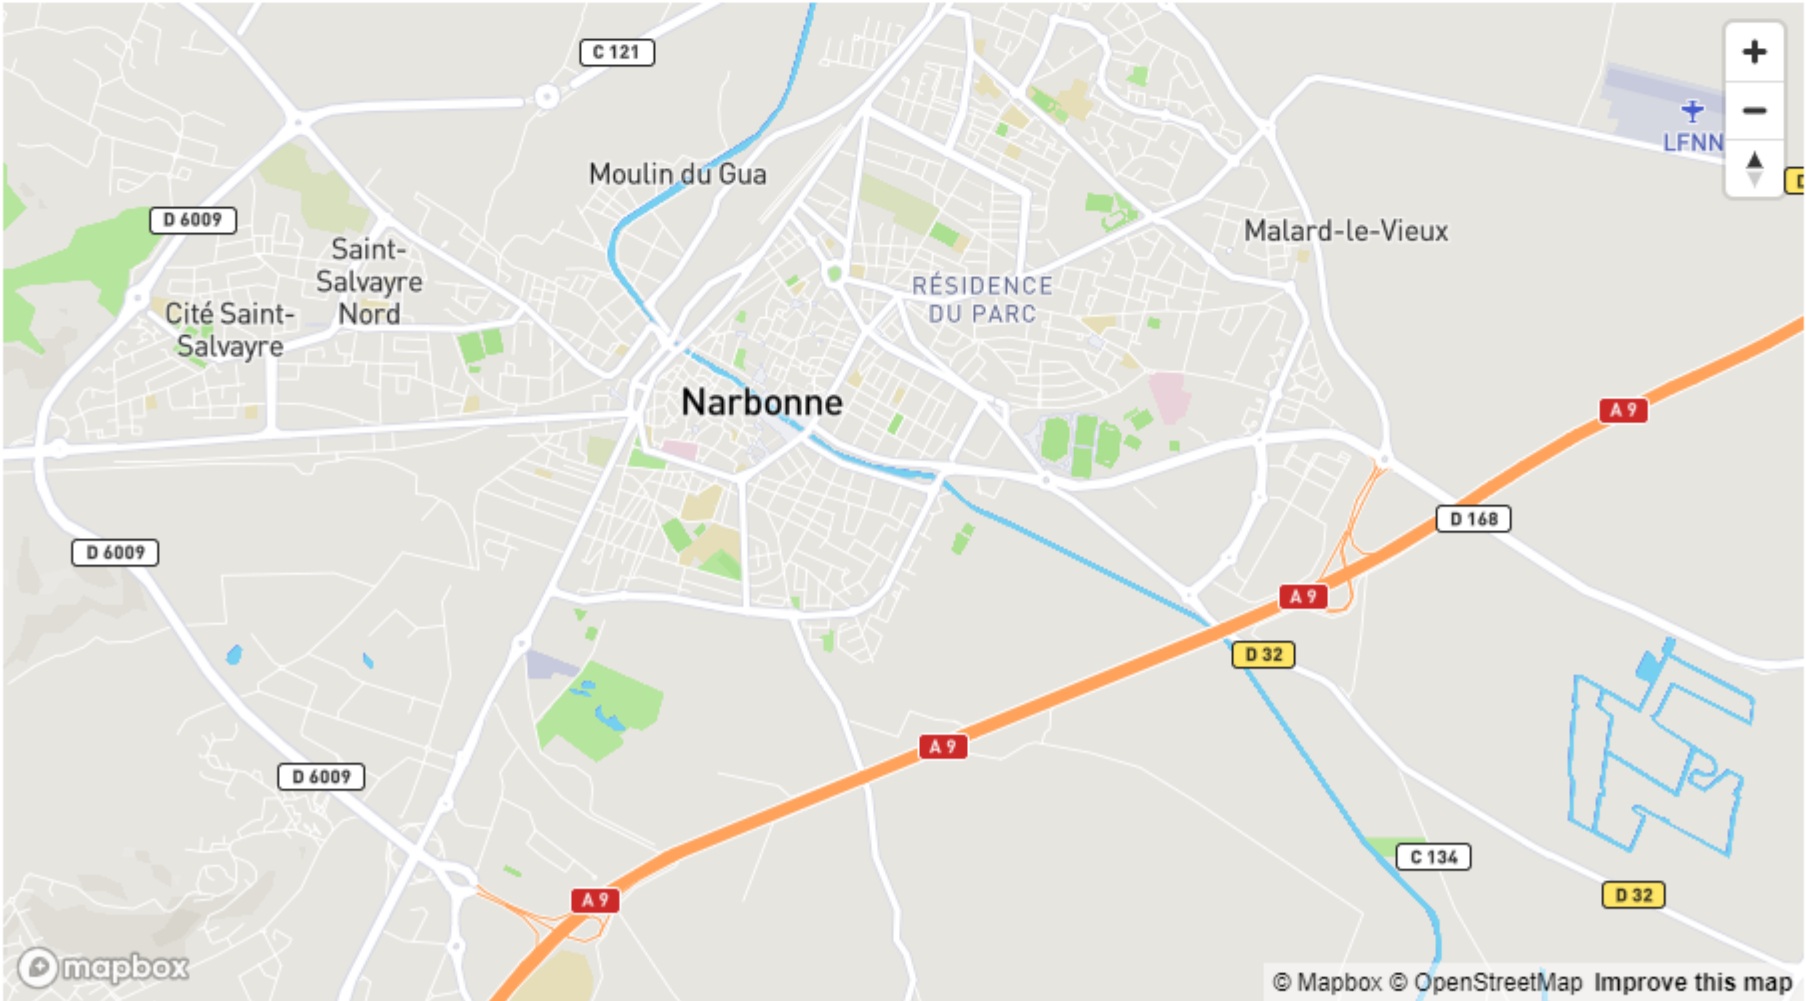 +
C 121
−
LFNN
D
Moulin du Gua
D 6009
Malard-le-Vieux
Saint-
Salvayre
Nord
RÉSIDENCE
DU PARC
Cité Saint-
Salvayre
Narbonne
A 9
D 168
D 6009
A 9
D 32
A 9
D 6009
C 134
D 32
A 9
mapbox
© Mapbox © OpenStreetMap Improve this map